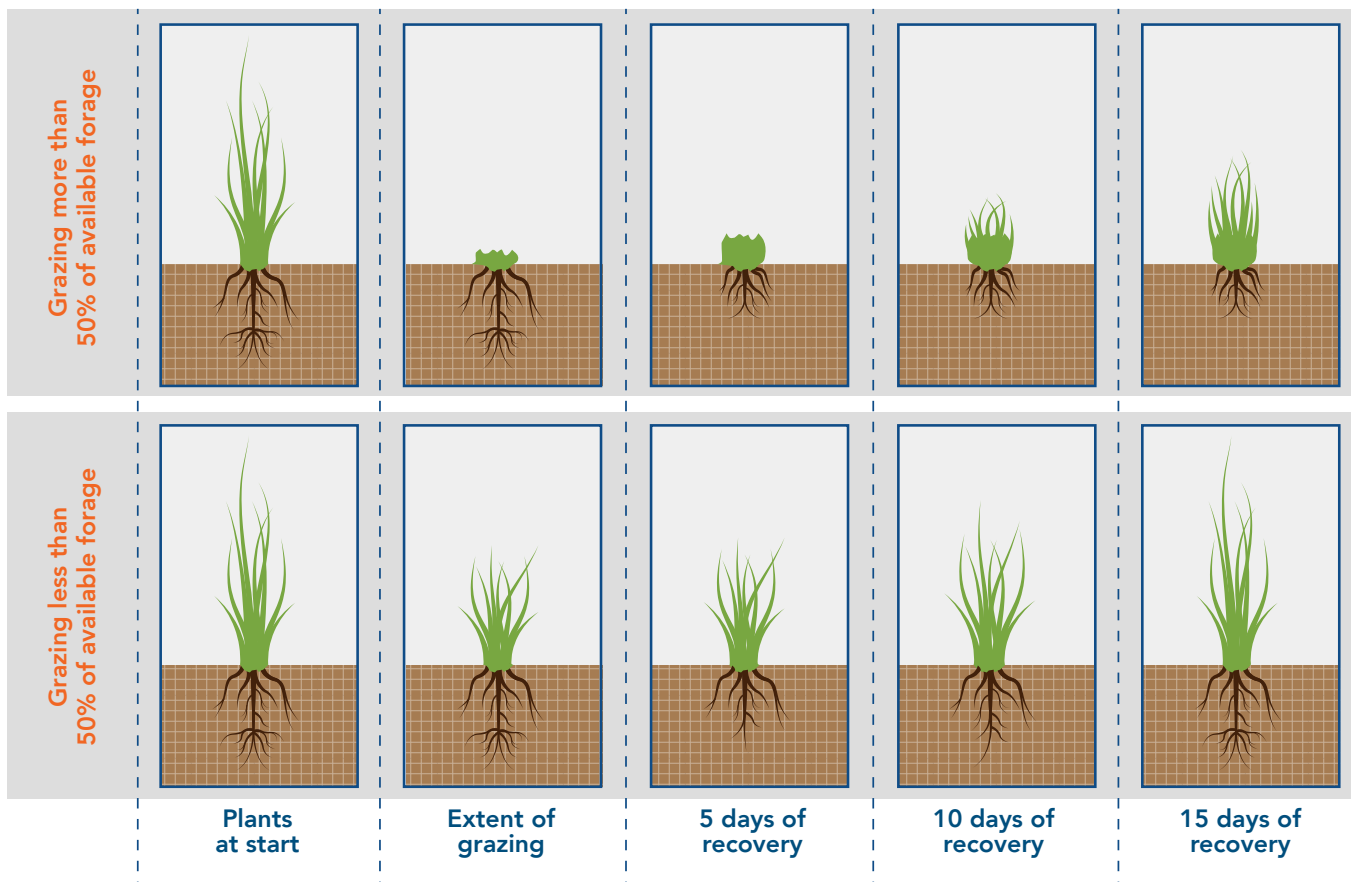 Grazing more than
50% of available forage
Grazing less than
50% of available forage
Plants
at start
Extent of
grazing
5 days of
recovery
10 days of
recovery
15 days of
recovery